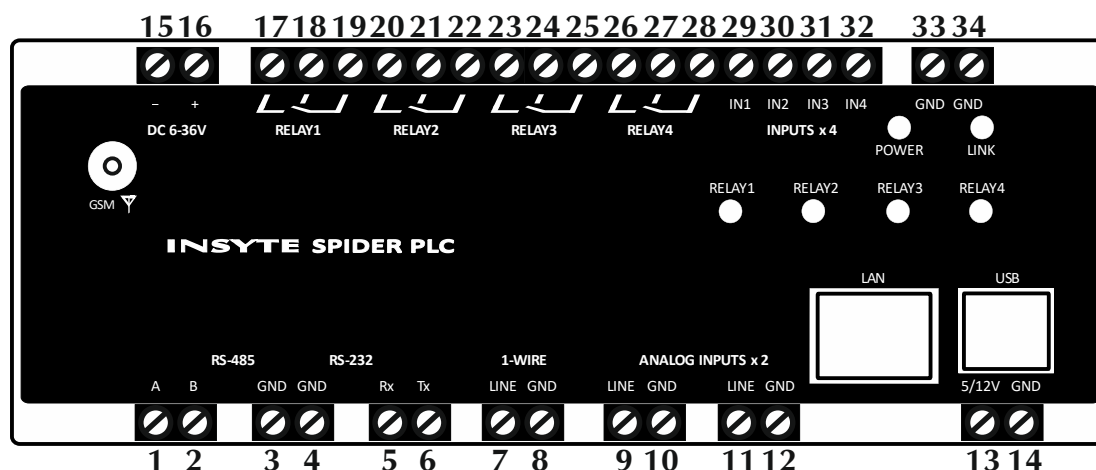 15 16 17 18 19 20 21 22 23 24 25 26 27 28 29 30 31 32 33 34
− + IN1 IN2 IN3 IN4 GND GND
DC 6-36V RELAY1 RELAY2 RELAY3 RELAY4 INPUTS x 4
POWER LINK
RELAY1 RELAY2 RELAY3 RELAY4
GSM
INSYTE SPIDER PLC
LAN USB
RS-485 RS-232 1-WIRE ANALOG INPUTS x 2
A B GND GND Rx Tx LINE GND LINE GND LINE GND 5/12V GND
1 2 3 4 5 6 7 8 9 10 11 12 13 14